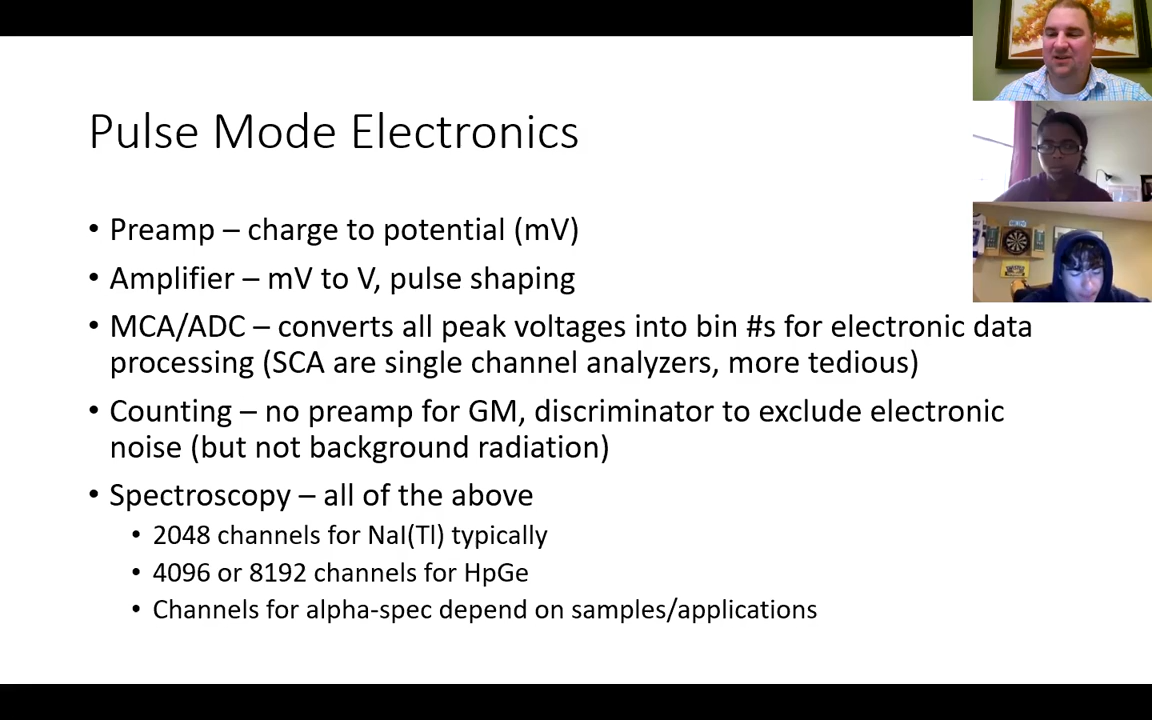 Pulse Mode Electronics
• Preamp – charge to potential (mV)
• Amplifier – mV to V, pulse shaping
• MCA/ADC – converts all peak voltages into bin #s for electronic data
processing (SCA are single channel analyzers, more tedious)
• Counting – no preamp for GM, discriminator to exclude electronic
noise (but not background radiation)
• Spectroscopy – all of the above
• 2048 channels for NaI(Tl) typically
• 4096 or 8192 channels for HpGe
• Channels for alpha-spec depend on samples/applications